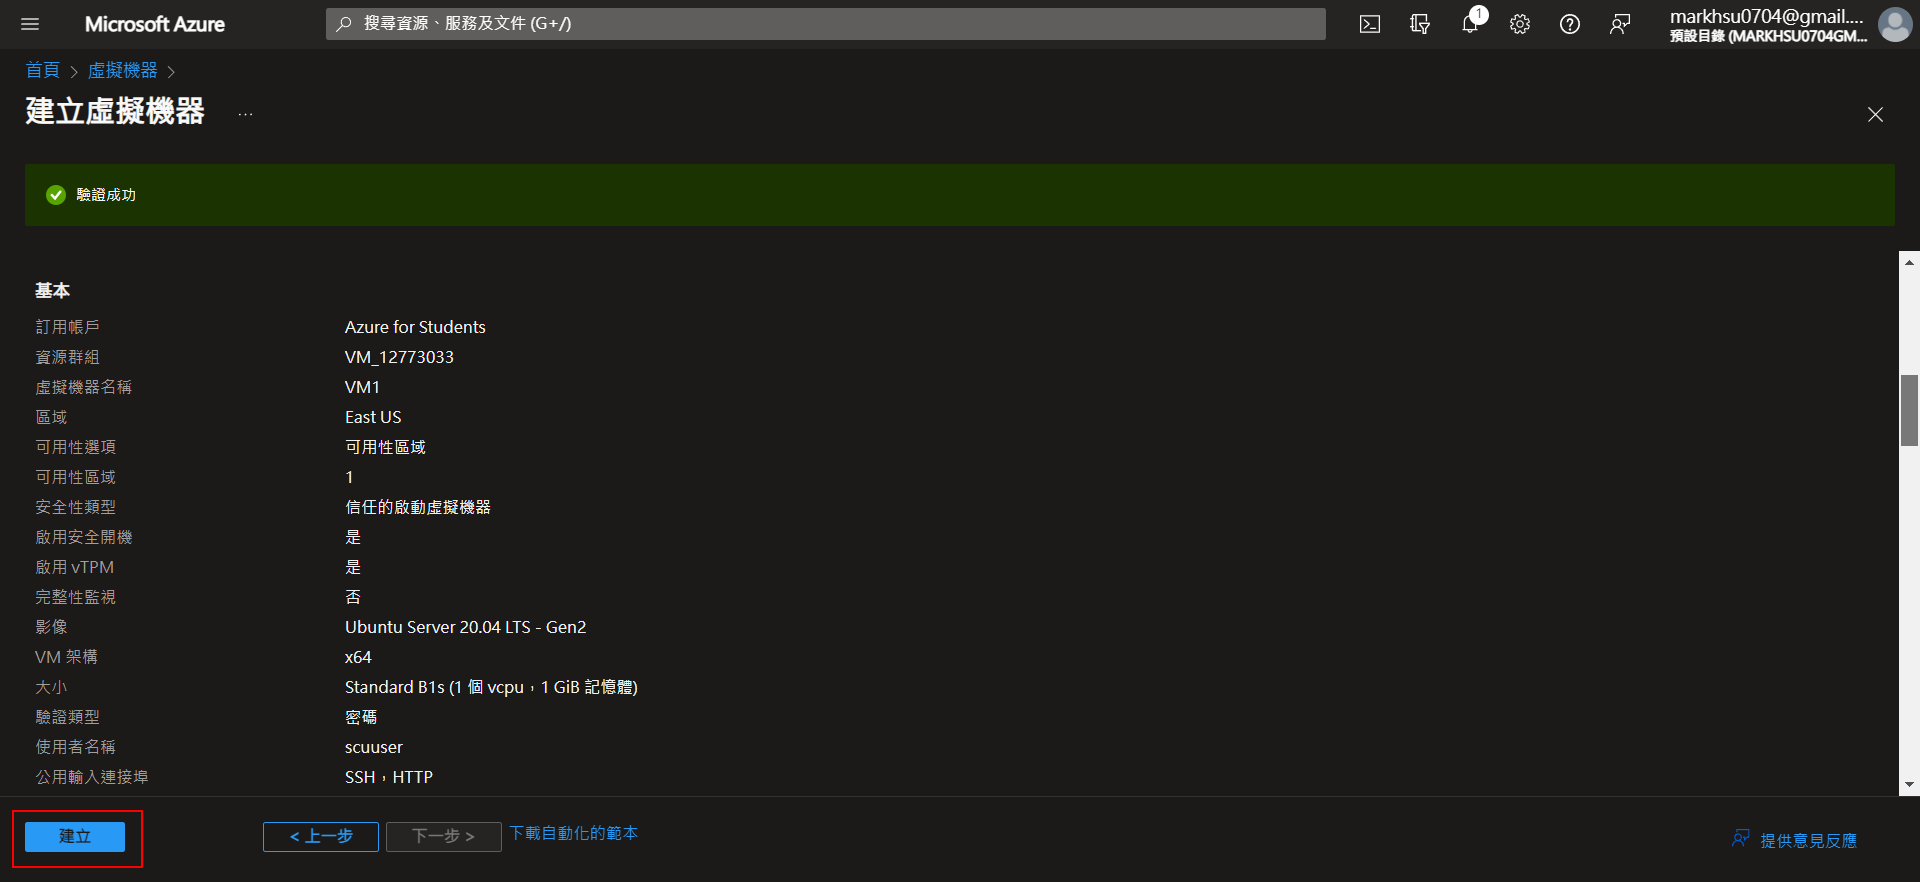 Microsoft Azure
搜尋資源、服務及文件 (G+/)
1
markhsu0704@gmail....
預設目錄 (MARKHSU0704GM...
首頁 > 虛擬機器 >
建立虛擬機器 ...
驗證成功
基本
訂用帳戶 Azure for Students
資源群組 VM_12773033
虛擬機器名稱 VM1
區域 East US
可用性選項 可用性區域
可用性區域 1
安全性類型 信任的啟動虛擬機器
啟用安全開機 是
啟用 vTPM 是
完整性監視 否
影像 Ubuntu Server 20.04 LTS - Gen2
VM 架構 x64
大小 Standard B1s (1 個 vcpu，1 GiB 記憶體)
驗證類型 密碼
使用者名稱 scuuser
公用輸入連接埠 SSH，HTTP
建立
< 上一步
下一步 >
下載自動化的範本
提供意見反應